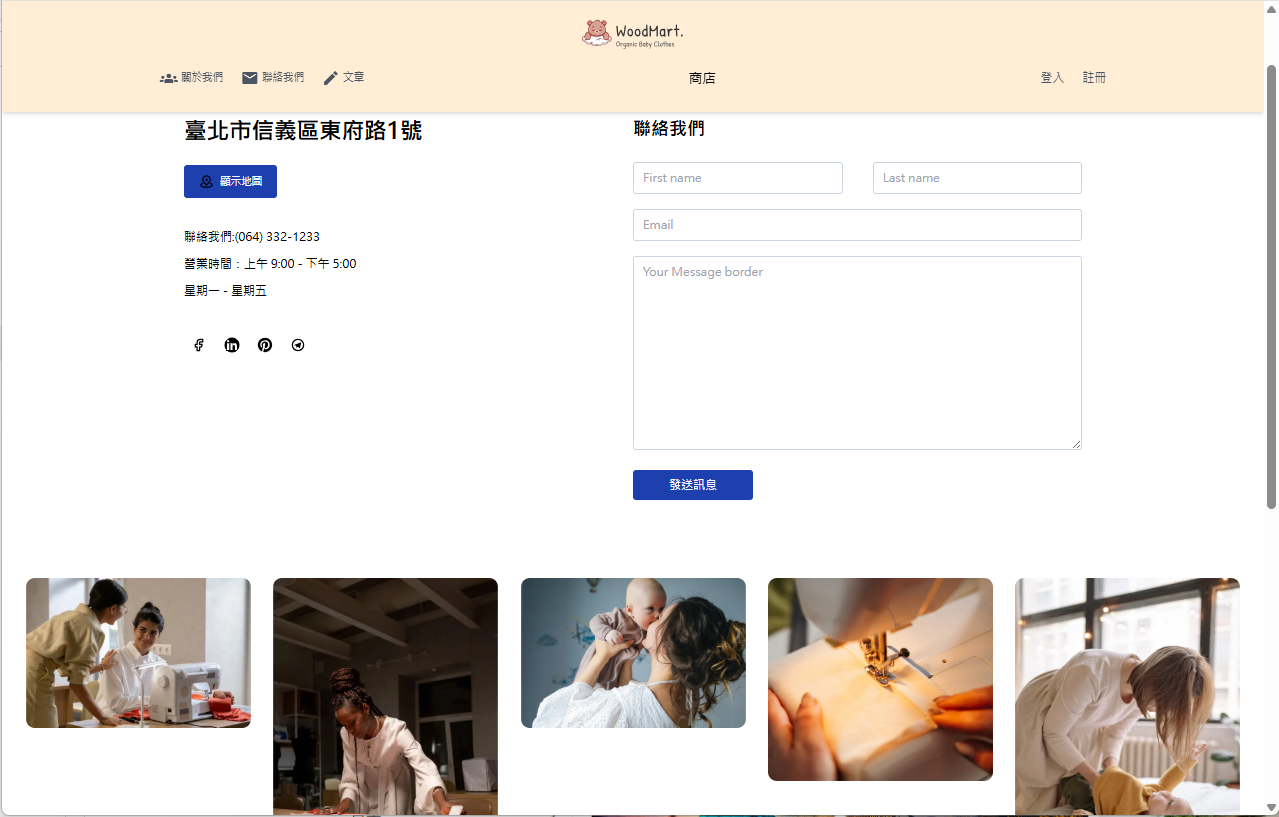 WoodMart.
Organic Baby Clothes
關於我們 聯絡我們 文章 商店 登入 註冊
臺北市信義區東府路1號
顯示地圖
聯絡我們:(064) 332-1233
營業時間：上午 9:00 - 下午 5:00
星期一 - 星期五
聯絡我們
First name Last name
Email
Your Message border
發送訊息